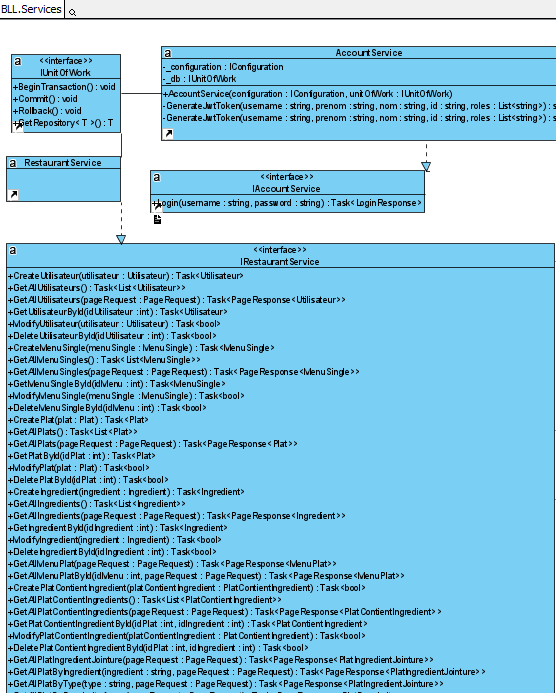 BLL.Services
a
<<interface>>
IUnitOfWork
+BeginTransaction() : void
+Commit() : void
+Rollback() : void
+GetRepository< T >() : T
a
AccountService
-_configuration : IConfiguration
-_db : IUnitOfWork
+AccountService(configuration : IConfiguration, unitOfWork : IUnitOfWork)
-GenerateJwtToken(username : string, prenom : string, nom : string, id : string, roles : List<string>) : s
-GenerateJwtToken(username : string, prenom : string, nom : string, id : string, roles : List<string>) : s
a
RestaurantService
a
<<interface>>
IAccountService
+Login(username : string, password : string) : Task<LoginResponse>
a
<<interface>>
IRestaurantService
+CreateUtilisateur(utilisateur : Utilisateur) : Task<Utilisateur>
+GetAllUtilisateurs() : Task<List<Utilisateur>>
+GetAllUtilisateurs(pageRequest : PageRequest) : Task<PageResponse<Utilisateur>>
+GetUtilisateurById(idUtilisateur : int) : Task<Utilisateur>
+ModifyUtilisateur(utilisateur : Utilisateur) : Task<bool>
+DeleteUtilisateurById(idUtilisateur : int) : Task<bool>
+CreateMenuSingle(menuSingle : MenuSingle) : Task<MenuSingle>
+GetAllMenuSingles() : Task<List<MenuSingle>>
+GetAllMenuSingles(pageRequest : PageRequest) : Task<PageResponse<MenuSingle>>
+GetMenuSingleById(idMenu : int) : Task<MenuSingle>
+ModifyMenuSingle(menuSingle : MenuSingle) : Task<bool>
+DeleteMenuSingleById(idMenu : int) : Task<bool>
+CreatePlat(plat : Plat) : Task<Plat>
+GetAllPlats() : Task<List<Plat>>
+GetAllPlats(pageRequest : PageRequest) : Task<PageResponse<Plat>>
+GetPlatById(idPlat : int) : Task<Plat>
+ModifyPlat(plat : Plat) : Task<bool>
+DeletePlatById(idPlat : int) : Task<bool>
+CreateIngredient(ingredient : Ingredient) : Task<Ingredient>
+GetAllIngredients() : Task<List<Ingredient>>
+GetAllIngredients(pageRequest : PageRequest) : Task<PageResponse<Ingredient>>
+GetIngredientById(idIngredient : int) : Task<Ingredient>
+ModifyIngredient(ingredient : Ingredient) : Task<bool>
+DeleteIngredientById(idIngredient : int) : Task<bool>
+GetAllMenuPlat(pageRequest : PageRequest) : Task<PageResponse<MenuPlat>>
+GetAllMenuPlatById(idMenu : int, pageRequest : PageRequest) : Task<PageResponse<MenuPlat>>
+CreatePlatContientIngredient(platContientIngredient : PlatContientIngredient) : Task<bool>
+GetAllPlatContientIngredients() : Task<List<PlatContientIngredient>>
+GetAllPlatContientIngredients(pageRequest : PageRequest) : Task<PageResponse<PlatContientIngredient>>
+GetPlatContientIngredientById(idPlat : int, idIngredient : int) : Task<PlatContientIngredient>
+ModifyPlatContientIngredient(platContientIngredient : PlatContientIngredient) : Task<bool>
+DeletePlatContientIngredientById(idPlat : int, idIngredient : int) : Task<bool>
+GetAllPlatIngredientJointure(pageRequest : PageRequest) : Task<PageResponse<PlatIngredientJointure>>
+GetAllPlatByIngredient(ingredient : string, pageRequest : PageRequest) : Task<PageResponse<PlatIngredientJointure>>
+GetAllPlatByType(type : string, pageRequest : PageRequest) : Task<PageResponse<PlatIngredientJointure>>